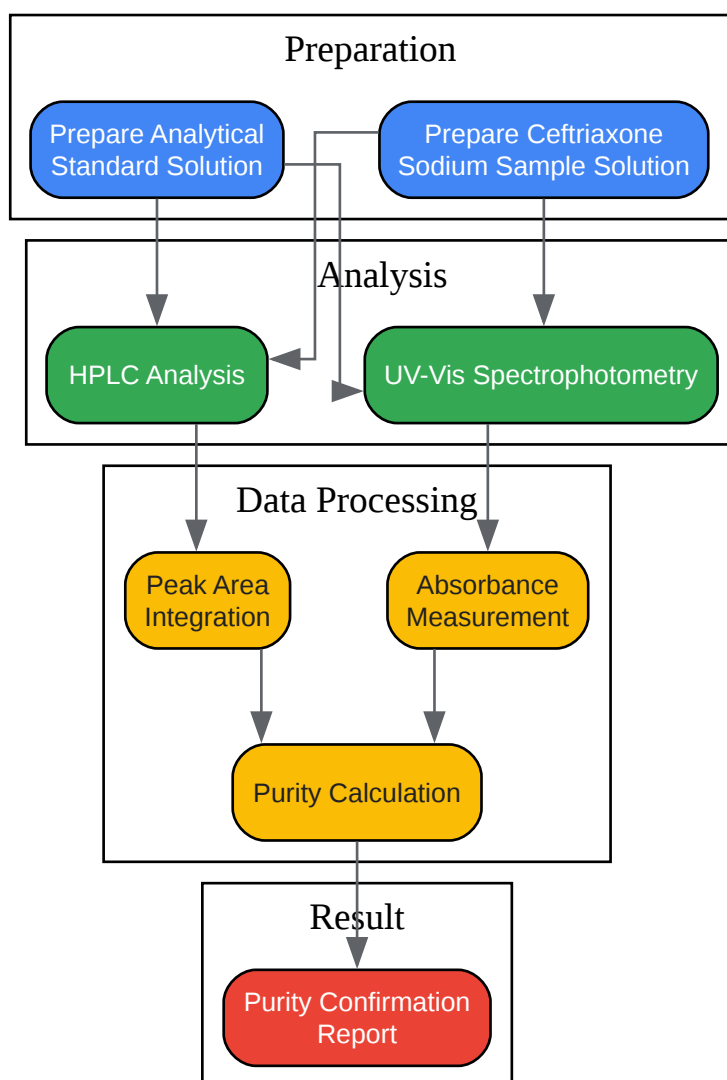 Preparation
Prepare Analytical
Standard Solution
Prepare Ceftriaxone
Sodium Sample Solution
Analysis
HPLC Analysis
UV-Vis Spectrophotometry
Data Processing
Peak Area
Integration
Absorbance
Measurement
Purity Calculation
Result
Purity Confirmation
Report